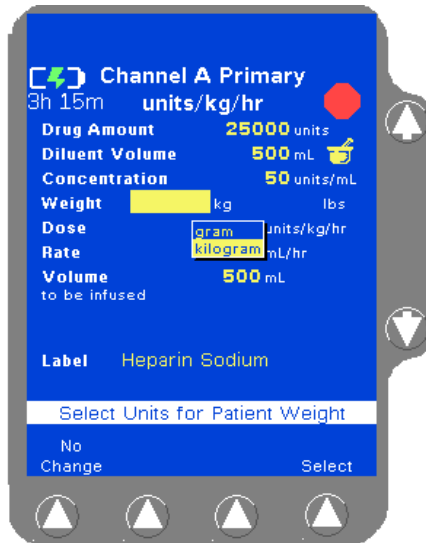 Channel A Primary
3h 15m units/kg/hr
Drug Amount 25000 units
Diluent Volume 500 mL
Concentration 50 units/mL
Weight kg lbs
Dose gram units/kg/hr
Rate kilogram mL/hr
Volume 500 mL
to be infused
Label Heparin Sodium
Select Units for Patient Weight
No
Change Select